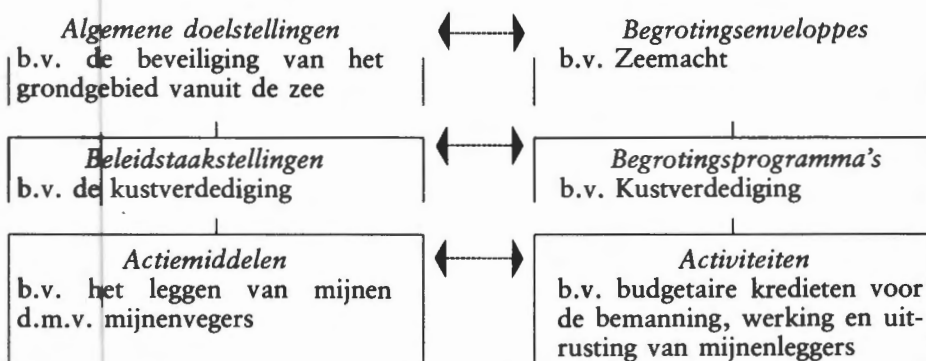 Algemene doelstellingen
b.v. de beveiliging van het
grondgebied vanuit de zee
Begrotingsenveloppes
b.v. Zeemacht
Beleidstaakstellingen
b.v. de kustverdediging
Begrotingsprogramma's
b.v. Kustverdediging
Actiemiddelen
b.v. het leggen van mijnen
d.m.v. mijnenvegers
Activiteiten
b.v. budgetaire kredieten voor
de bemanning, werking en uit-
rusting van mijnenleggers